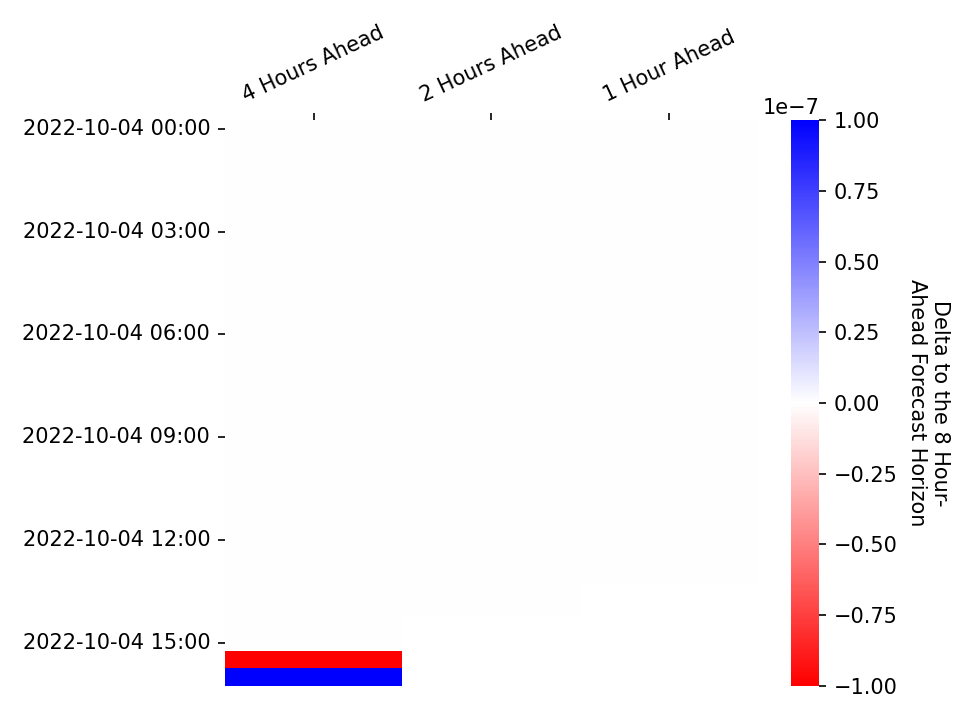 4 Hours Ahead
2 Hours Ahead
1 Hour Ahead
2022-10-04 00:00
2022-10-04 03:00
2022-10-04 06:00
2022-10-04 09:00
2022-10-04 12:00
2022-10-04 15:00
1e−7
1.00
0.75
0.50
0.25
0.00
−0.25
−0.50
−0.75
−1.00
Delta to the 8 Hour-
Ahead Forecast Horizon